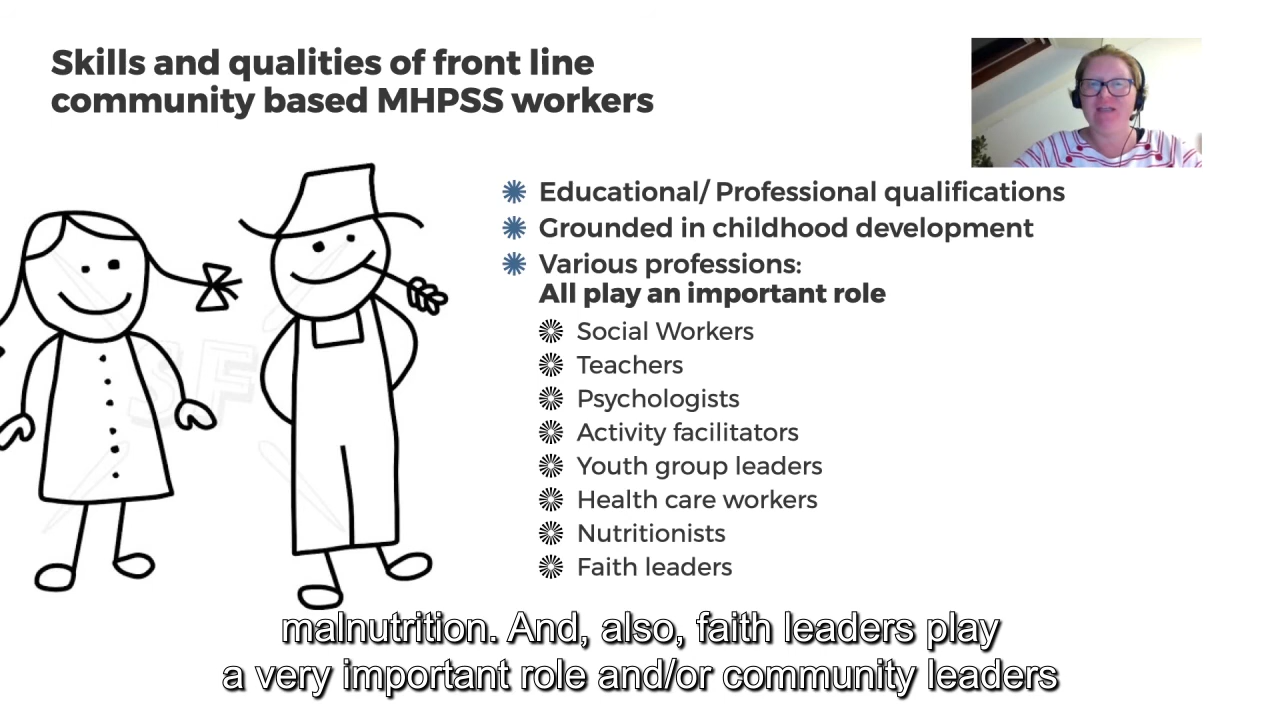 Skills and qualities of front line
community based MHPSS workers
Educational/ Professional qualifications
Grounded in childhood development
Various professions:
All play an important role
Social Workers
Teachers
Psychologists
Activity facilitators
Youth group leaders
Health care workers
Nutritionists
Faith leaders
SF
malnutrition. And, also, faith leaders play
a very important role and/or community leaders